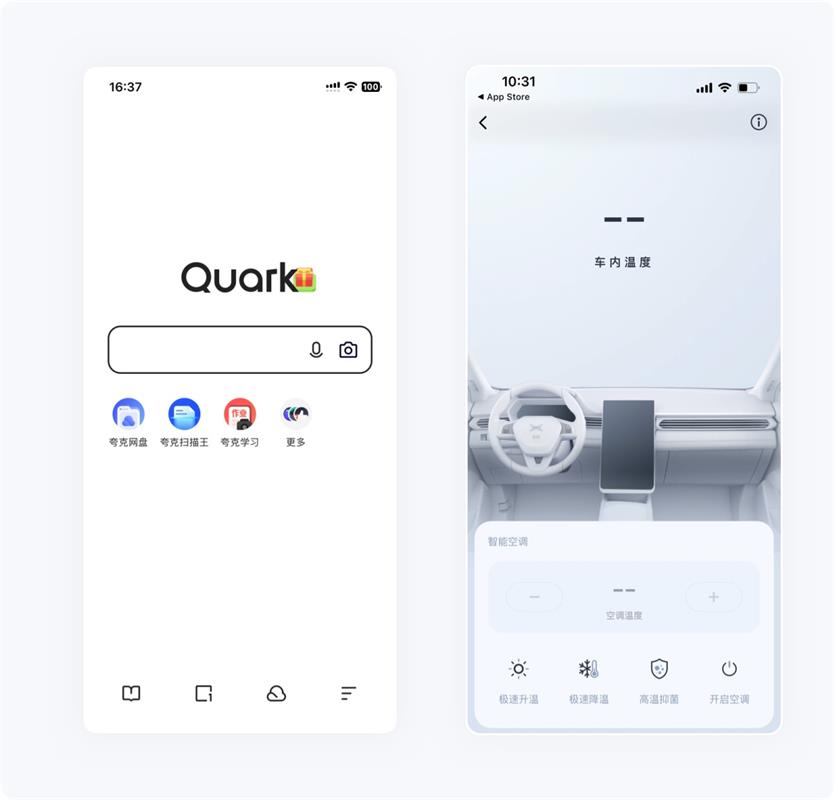 16:37
100
Quark
作业
夸克网盘
夸克扫描王
夸克学习
更多
10:31
◀ App Store
--
车内温度
智能空调
−
--
+
空调温度
极速升温
极速降温
高温抑菌
开启空调